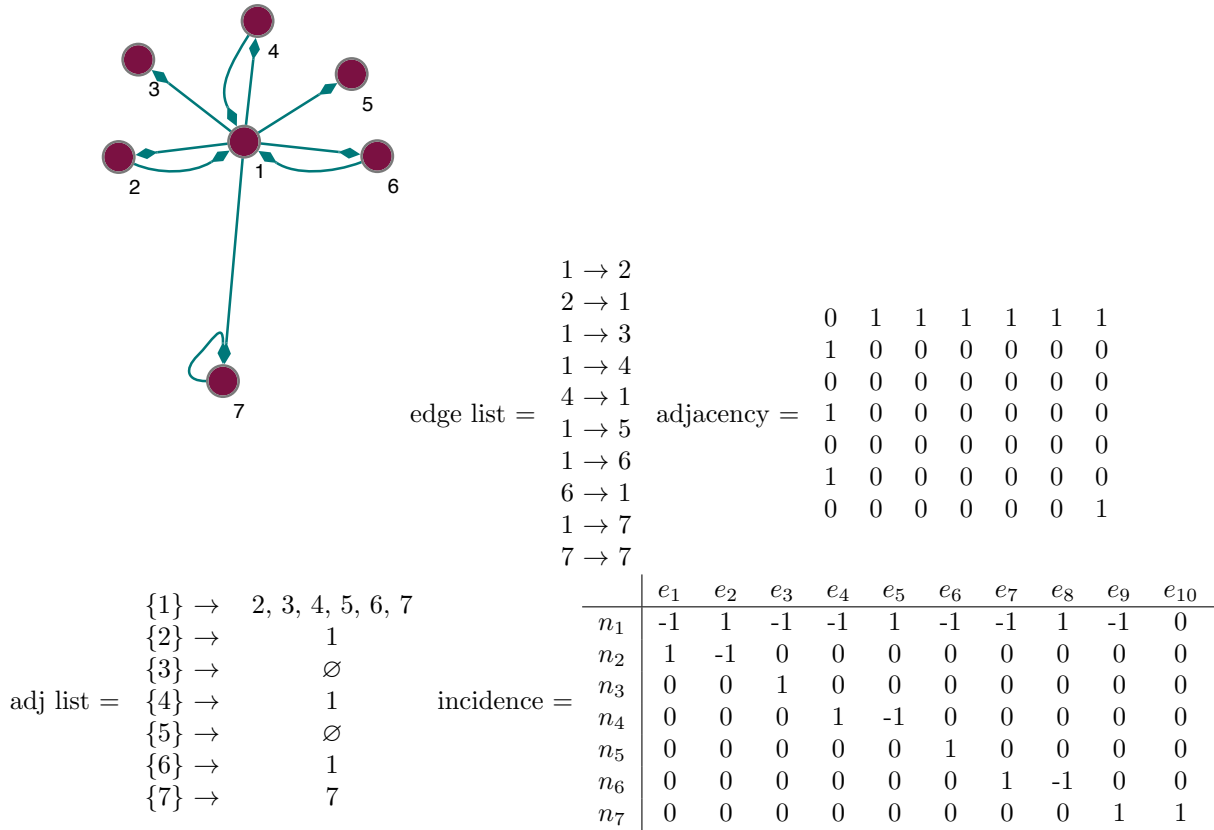 4
3
5
2
1
6
7
edge list =
1 → 2
2 → 1
1 → 3
1 → 4
4 → 1
1 → 5
1 → 6
6 → 1
1 → 7
7 → 7
adjacency =
0 1 1 1 1 1 1
1 0 0 0 0 0 0
0 0 0 0 0 0 0
1 0 0 0 0 0 0
0 0 0 0 0 0 0
1 0 0 0 0 0 0
0 0 0 0 0 0 1
adj list =
{1} → 2, 3, 4, 5, 6, 7
{2} → 1
{3} → ∅
{4} → 1
{5} → ∅
{6} → 1
{7} → 7
incidence =
e₁ e₂ e₃ e₄ e₅ e₆ e₇ e₈ e₉ e₁₀
n₁ -1 1 -1 -1 1 -1 -1 1 -1 0
n₂ 1 -1 0 0 0 0 0 0 0 0
n₃ 0 0 1 0 0 0 0 0 0 0
n₄ 0 0 0 1 -1 0 0 0 0 0
n₅ 0 0 0 0 0 1 0 0 0 0
n₆ 0 0 0 0 0 0 1 -1 0 0
n₇ 0 0 0 0 0 0 0 0 1 1